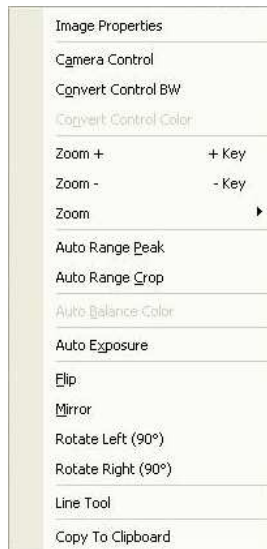 Image Properties
Camera Control
Convert Control BW
Convert Control Color
Zoom + + Key
Zoom - - Key
Zoom
Auto Range Peak
Auto Range Crop
Auto Balance Color
Auto Exposure
Flip
Mirror
Rotate Left (90°)
Rotate Right (90°)
Line Tool
Copy To Clipboard